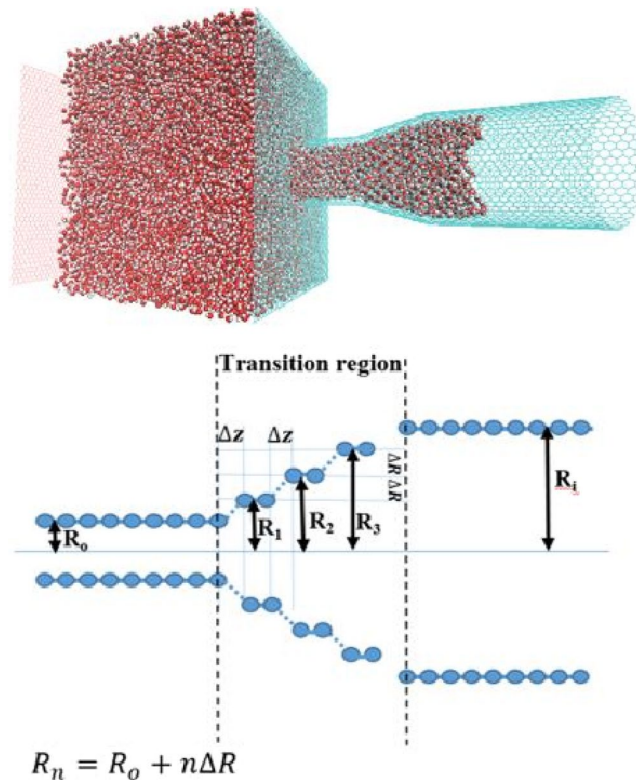 Transition region
Δz Δz
ΔR ΔR
Rₒ
R₁
R₂
R₃
Rᵢ
Rₙ = Rₒ + nΔR